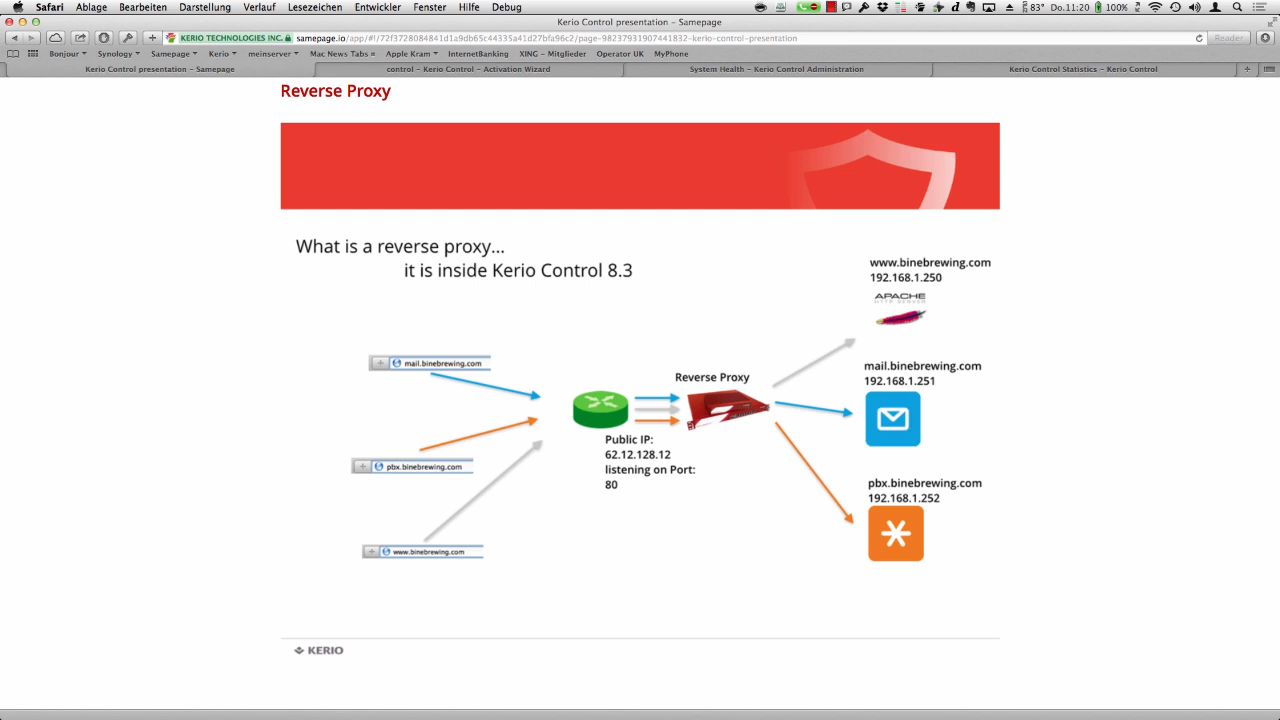 Safari Ablage Bearbeiten Darstellung Verlauf Lesezeichen Entwickler Fenster Hilfe Debug
Do.11:20 100%
Kerio Control presentation – Samepage
KERIO TECHNOLOGIES INC. samepage.io/app/#!/72f3728084841d1a9db65c44335a41d27bfa96c2/page-98237931907441832-kerio-control-presentation
Reader
Bonjour Synology Samepage Kerio meinserver Mac News Tabs Apple Kram InternetBanking XING – Mitglieder Operator UK MyPhone
Kerio Control presentation – Samepage
control – Kerio Control – Activation Wizard
System Health – Kerio Control Administration
Kerio Control Statistics – Kerio Control
Reverse Proxy
What is a reverse proxy...
it is inside Kerio Control 8.3
www.binebrewing.com
192.168.1.250
APACHE
HTTP SERVER
mail.binebrewing.com
mail.binebrewing.com
192.168.1.251
Reverse Proxy
Public IP:
62.12.128.12
listening on Port:
80
pbx.binebrewing.com
pbx.binebrewing.com
192.168.1.252
www.binebrewing.com
KERIO